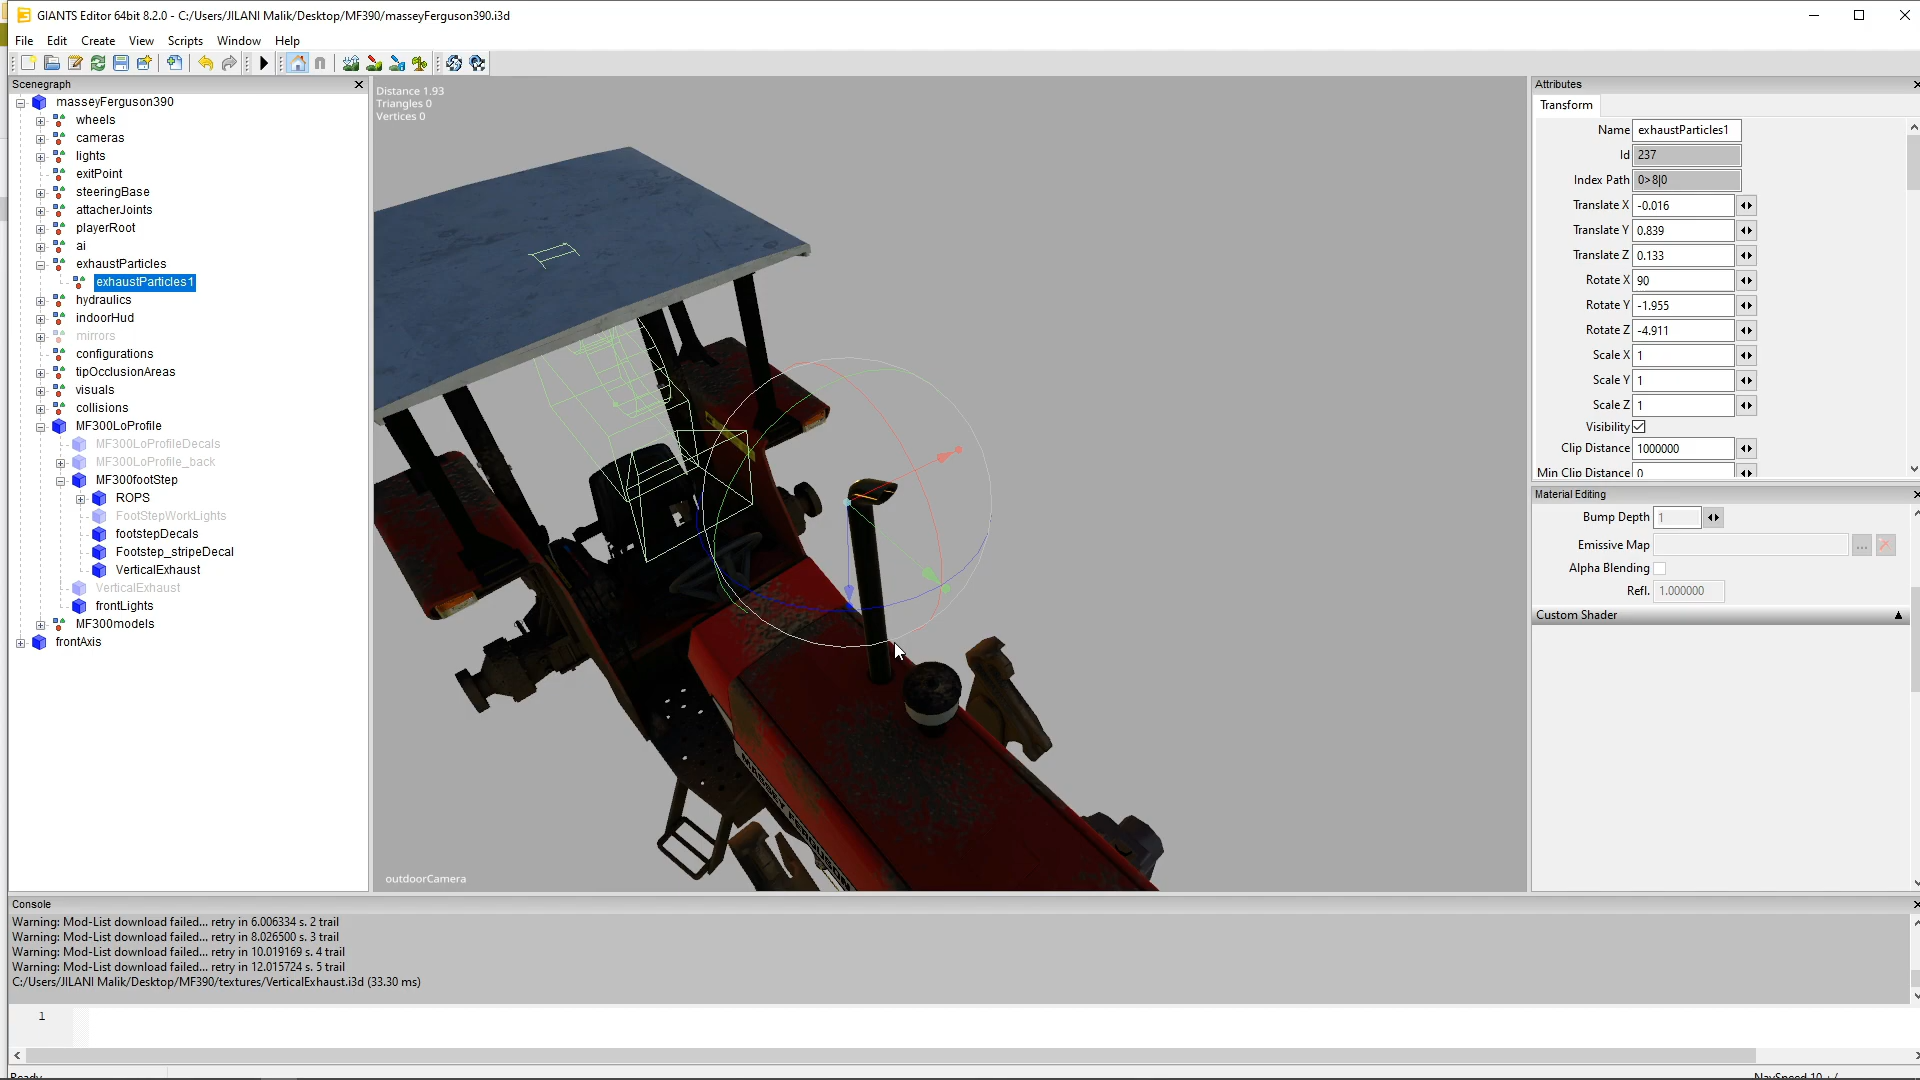 GIANTS Editor 64bit 8.2.0 - C:/Users/JILANI Malik/Desktop/MF390/masseyFerguson390.i3d
File Edit Create View Scripts Window Help
Scenegraph
masseyFerguson390
wheels
cameras
lights
exitPoint
steeringBase
attacherJoints
playerRoot
ai
exhaustParticles
exhaustParticles1
hydraulics
indoorHud
mirrors
configurations
tipOcclusionAreas
visuals
collisions
MF300LoProfile
MF300LoProfileDecals
MF300LoProfile_back
MF300footStep
ROPS
FootStepWorkLights
footstepDecals
Footstep_stripeDecal
VerticalExhaust
VerticalExhaust
frontLights
MF300models
frontAxis
Distance 1.93
Triangles 0
Vertices 0
outdoorCamera
Attributes
Transform
Name exhaustParticles1
Id 237
Index Path 0>8|0
Translate X -0.016
Translate Y 0.839
Translate Z 0.133
Rotate X 90
Rotate Y -1.955
Rotate Z -4.911
Scale X 1
Scale Y 1
Scale Z 1
Visibility
Clip Distance 1000000
Min Clip Distance 0
Material Editing
Bump Depth 1
Emissive Map ...
Alpha Blending
Refl. 1.000000
Custom Shader
Console
Warning: Mod-List download failed... retry in 6.006334 s. 2 trail
Warning: Mod-List download failed... retry in 8.026500 s. 3 trail
Warning: Mod-List download failed... retry in 10.019169 s. 4 trail
Warning: Mod-List download failed... retry in 12.015724 s. 5 trail
C:/Users/JILANI Malik/Desktop/MF390/textures/VerticalExhaust.i3d (33.30 ms)
1
Ready
NavSpeed 10 +/